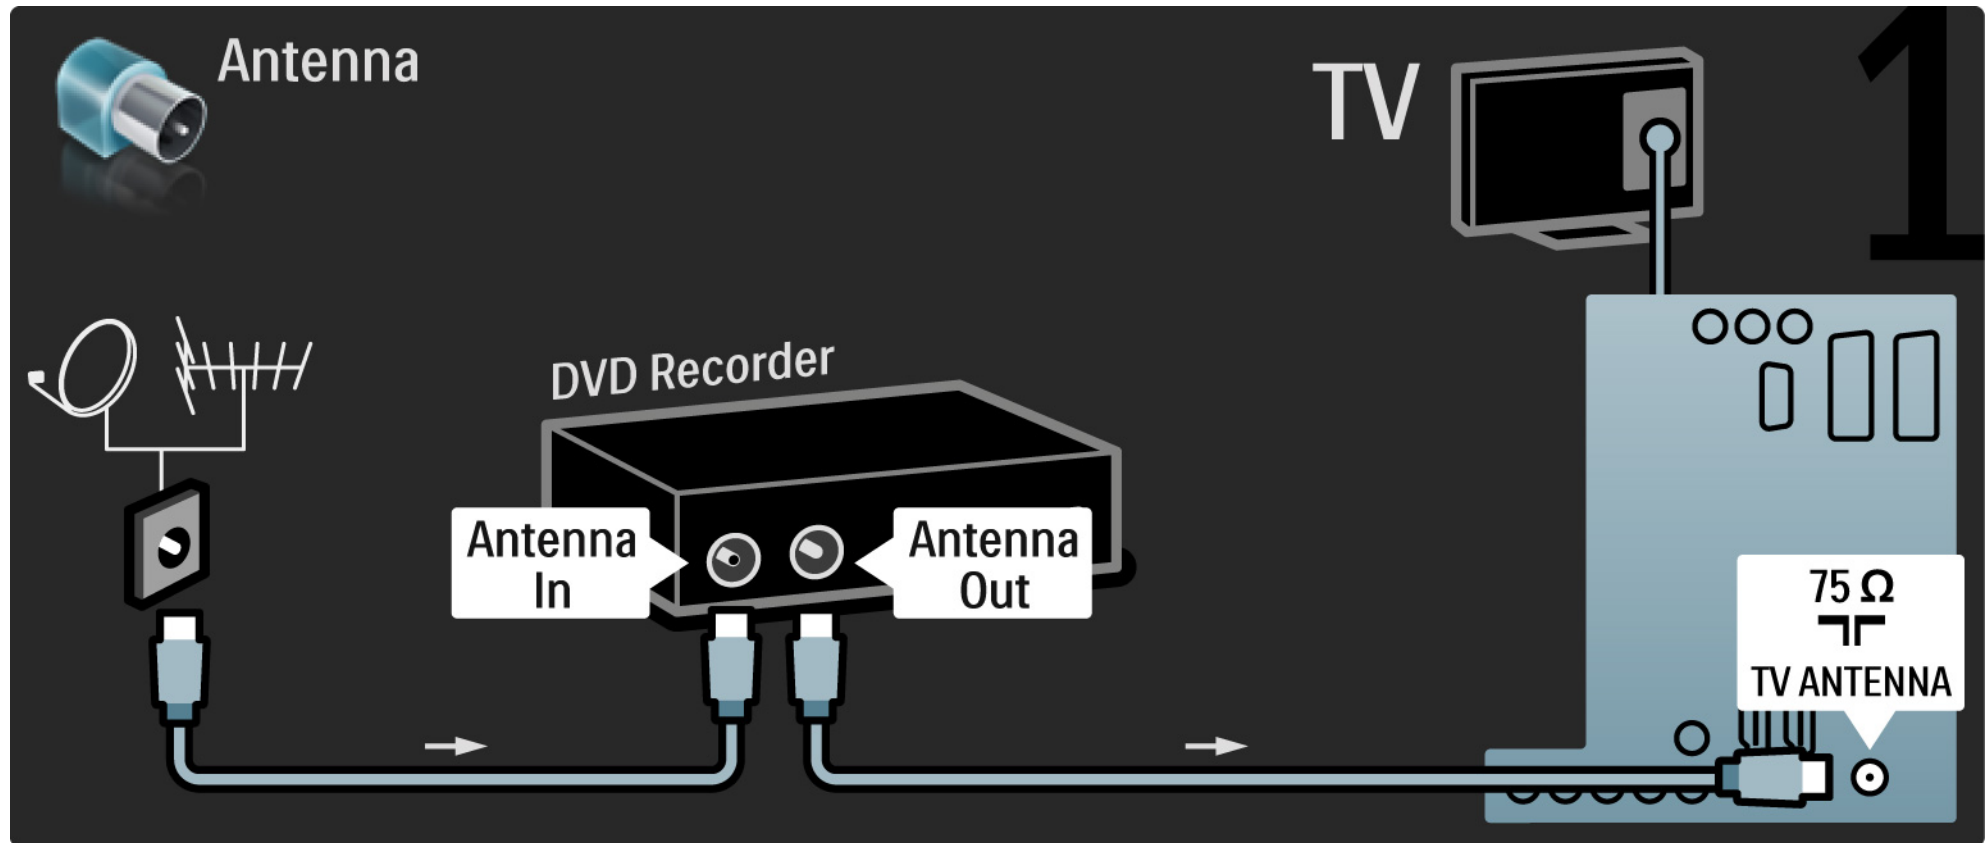 Antenna
TV
1
DVD Recorder
Antenna
In
Antenna
Out
75 Ω
TV ANTENNA